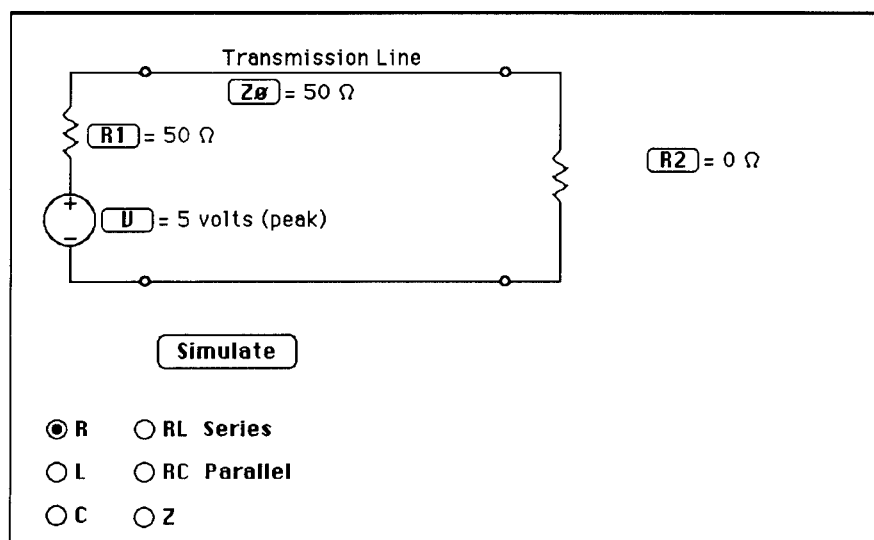 Transmission Line
Zø = 50 Ω
R1 = 50 Ω
R2 = 0 Ω
+
V = 5 volts (peak)
−
Simulate
R
RL Series
L
RC Parallel
C
Z